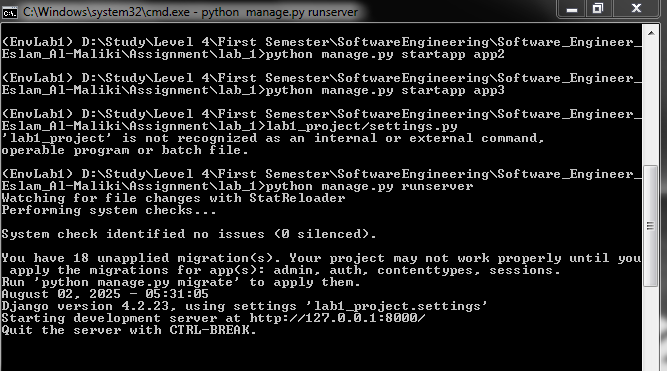 C:\Windows\system32\cmd.exe - python  manage.py runserver
(EnvLab1) D:\Study\Level 4\First Semester\SoftwareEngineering\Software_Engineer_
Eslam_Al-Maliki\Assignment\lab_1>python manage.py startapp app2
(EnvLab1) D:\Study\Level 4\First Semester\SoftwareEngineering\Software_Engineer_
Eslam_Al-Maliki\Assignment\lab_1>python manage.py startapp app3
(EnvLab1) D:\Study\Level 4\First Semester\SoftwareEngineering\Software_Engineer_
Eslam_Al-Maliki\Assignment\lab_1>lab1_project/settings.py
'lab1_project' is not recognized as an internal or external command,
operable program or batch file.
(EnvLab1) D:\Study\Level 4\First Semester\SoftwareEngineering\Software_Engineer_
Eslam_Al-Maliki\Assignment\lab_1>python manage.py runserver
Watching for file changes with StatReloader
Performing system checks...
System check identified no issues (0 silenced).
You have 18 unapplied migration(s). Your project may not work properly until you
 apply the migrations for app(s): admin, auth, contenttypes, sessions.
Run 'python manage.py migrate' to apply them.
August 02, 2025 - 05:31:05
Django version 4.2.23, using settings 'lab1_project.settings'
Starting development server at http://127.0.0.1:8000/
Quit the server with CTRL-BREAK.